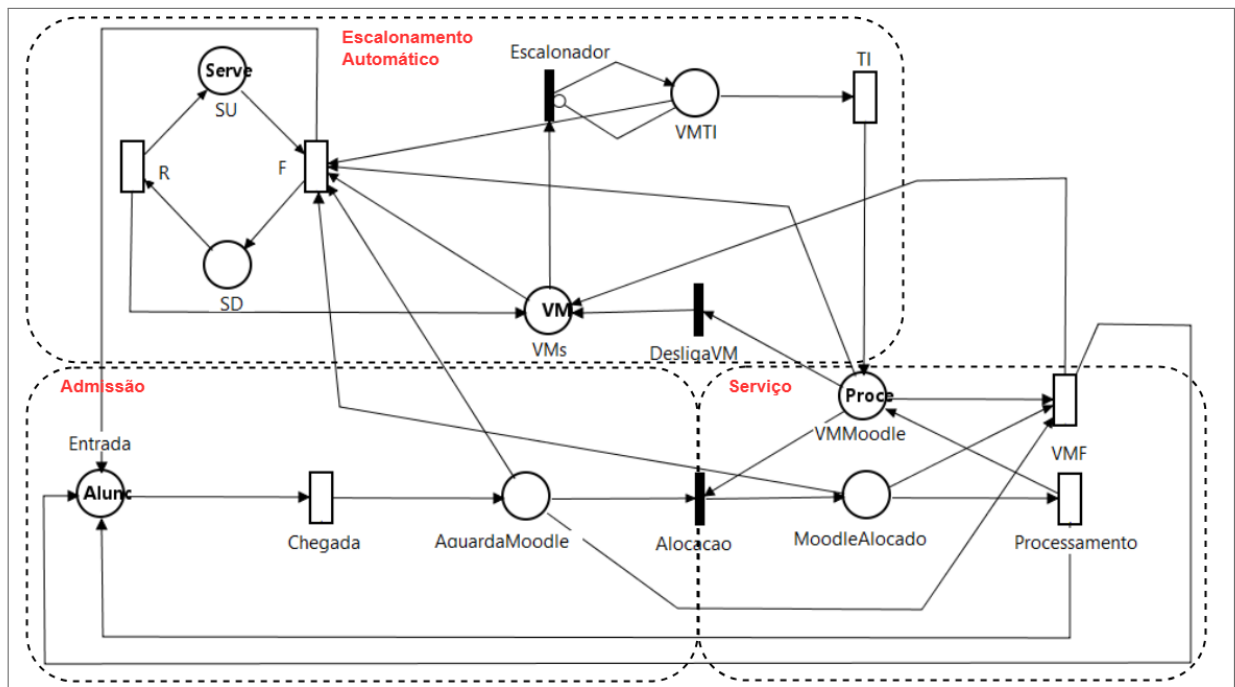 Escalonamento
Automático
Escalonador
TI
Serve
SU
VMTI
R
F
SD
VM
VMs
DesligaVM
Admissão
Serviço
Proce
VMMoodle
VMF
Entrada
Alunc
Chegada
AguardaMoodle
Alocacao
MoodleAlocado
Processamento